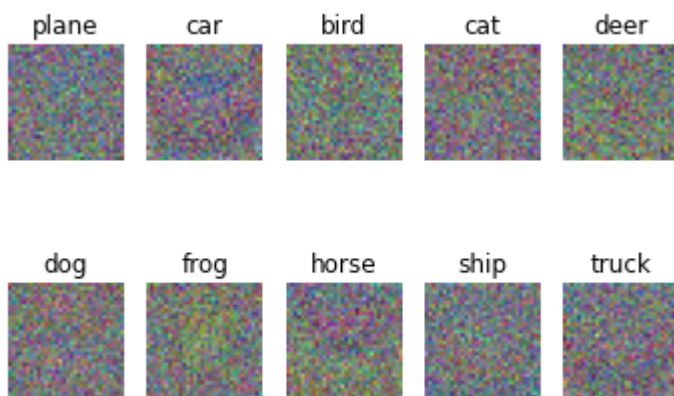 plane car bird cat deer
dog frog horse ship truck